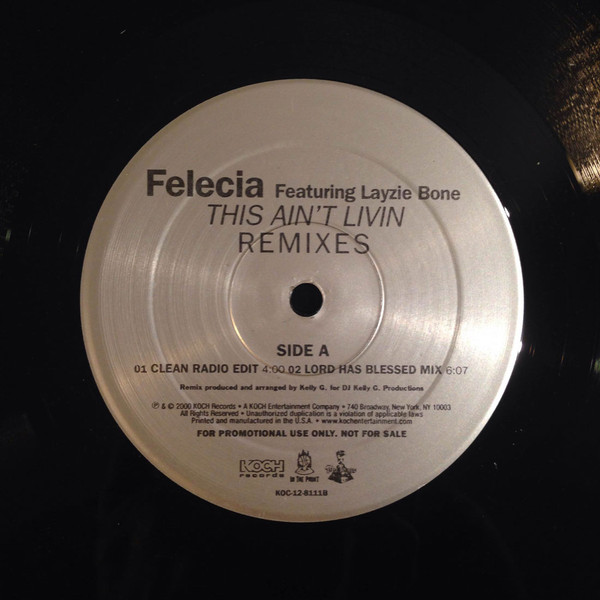 Felecia Featuring Layzie Bone
THIS AIN'T LIVIN
REMIXES
SIDE A
01 CLEAN RADIO EDIT 4:00 02 LORD HAS BLESSED MIX 6:07
Remix produced and arranged by Kelly G. for DJ Kelly G. Productions
℗ & © 2000 KOCH Records • A KOCH Entertainment Company • 740 Broadway, New York, NY 10003
All Rights Reserved • Unauthorized duplication is a violation of applicable laws
Printed and manufactured in the U.S.A. • www.kochentertainment.com
FOR PROMOTIONAL USE ONLY. NOT FOR SALE
KOCH
records
IN THE PAINT
KOC-12-8111B